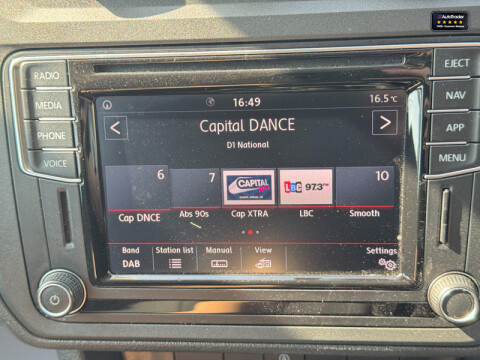 AutoTrader
RADIO
MEDIA
PHONE
VOICE
EJECT
NAV
APP
MENU
16:49 16.5°C
< Capital DANCE >
D1 National
6 7 CAPITAL LBC 97.3 FM 10
Cap DNCE Abs 90s Cap XTRA LBC Smooth
Band Station list Manual View Settings
DAB